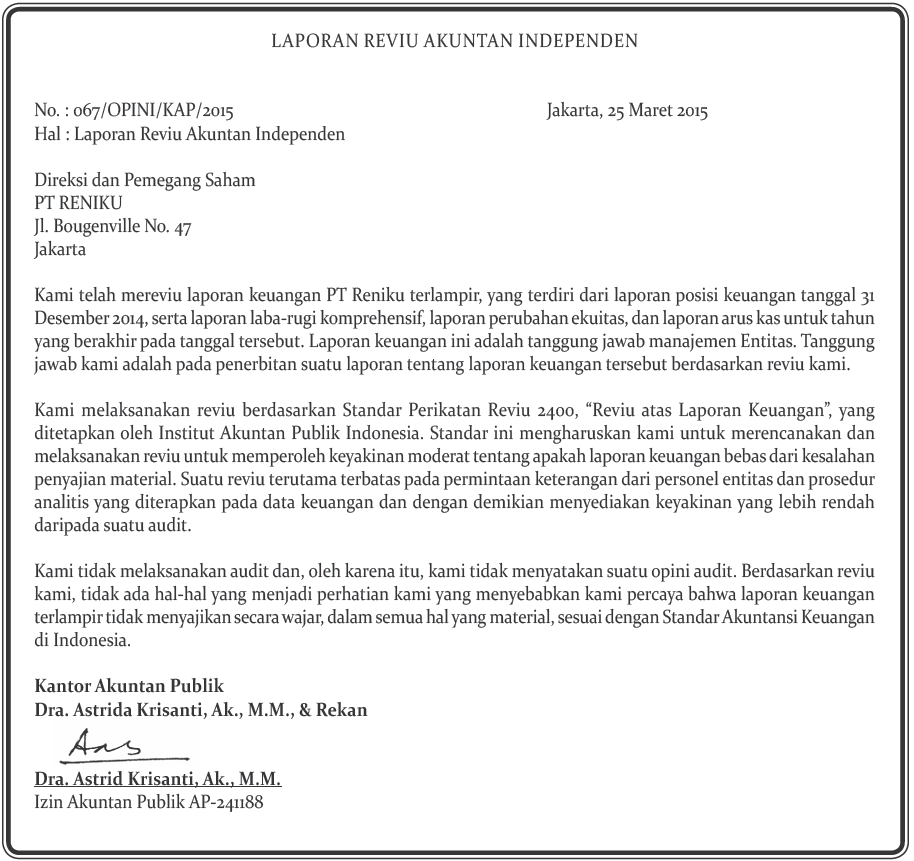 LAPORAN REVIU AKUNTAN INDEPENDEN
No. : 067/OPINI/KAP/2015 Jakarta, 25 Maret 2015
Hal : Laporan Reviu Akuntan Independen
Direksi dan Pemegang Saham
PT RENIKU
Jl. Bougenville No. 47
Jakarta
Kami telah mereviu laporan keuangan PT Reniku terlampir, yang terdiri dari laporan posisi keuangan tanggal 31
Desember 2014, serta laporan laba-rugi komprehensif, laporan perubahan ekuitas, dan laporan arus kas untuk tahun
yang berakhir pada tanggal tersebut. Laporan keuangan ini adalah tanggung jawab manajemen Entitas. Tanggung
jawab kami adalah pada penerbitan suatu laporan tentang laporan keuangan tersebut berdasarkan reviu kami.
Kami melaksanakan reviu berdasarkan Standar Perikatan Reviu 2400, “Reviu atas Laporan Keuangan”, yang
ditetapkan oleh Institut Akuntan Publik Indonesia. Standar ini mengharuskan kami untuk merencanakan dan
melaksanakan reviu untuk memperoleh keyakinan moderat tentang apakah laporan keuangan bebas dari kesalahan
penyajian material. Suatu reviu terutama terbatas pada permintaan keterangan dari personel entitas dan prosedur
analitis yang diterapkan pada data keuangan dan dengan demikian menyediakan keyakinan yang lebih rendah
daripada suatu audit.
Kami tidak melaksanakan audit dan, oleh karena itu, kami tidak menyatakan suatu opini audit. Berdasarkan reviu
kami, tidak ada hal-hal yang menjadi perhatian kami yang menyebabkan kami percaya bahwa laporan keuangan
terlampir tidak menyajikan secara wajar, dalam semua hal yang material, sesuai dengan Standar Akuntansi Keuangan
di Indonesia.
Kantor Akuntan Publik
Dra. Astrida Krisanti, Ak., M.M., & Rekan
Dra. Astrid Krisanti, Ak., M.M.
Izin Akuntan Publik AP-241188